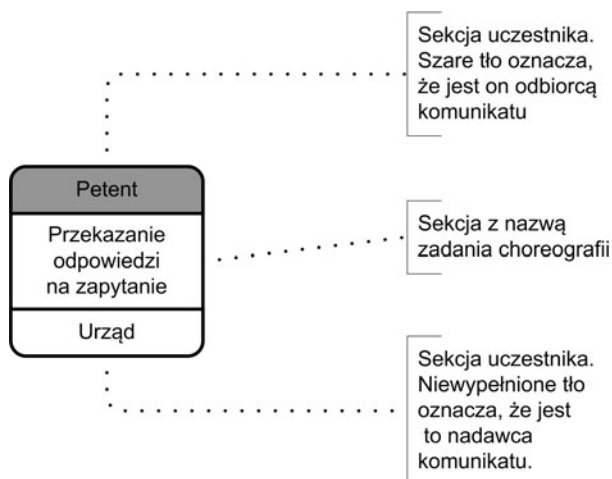 Sekcja uczestnika.
Szare tło oznacza,
że jest on odbiorcą
komunikatu
Petent
Przekazanie
odpowiedzi
na zapytanie
Urząd
Sekcja z nazwą
zadania choreografii
Sekcja uczestnika.
Niewypełnione tło
oznacza, że jest
to nadawca
komunikatu.